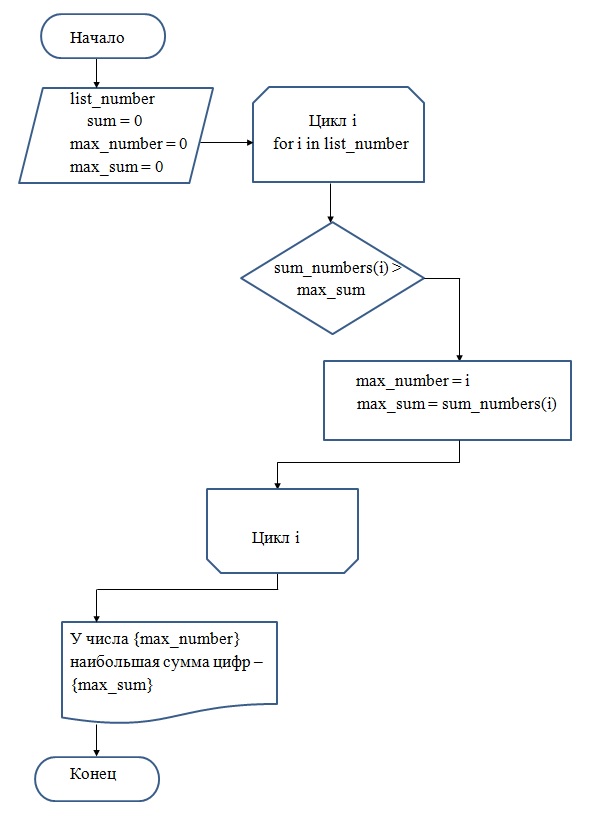 Начало
list_number
sum = 0
max_number = 0
max_sum = 0
Цикл i
for i in list_number
sum_numbers(i) >
max_sum
max_number = i
max_sum = sum_numbers(i)
Цикл i
У числа {max_number}
наибольшая сумма цифр –
{max_sum}
Конец